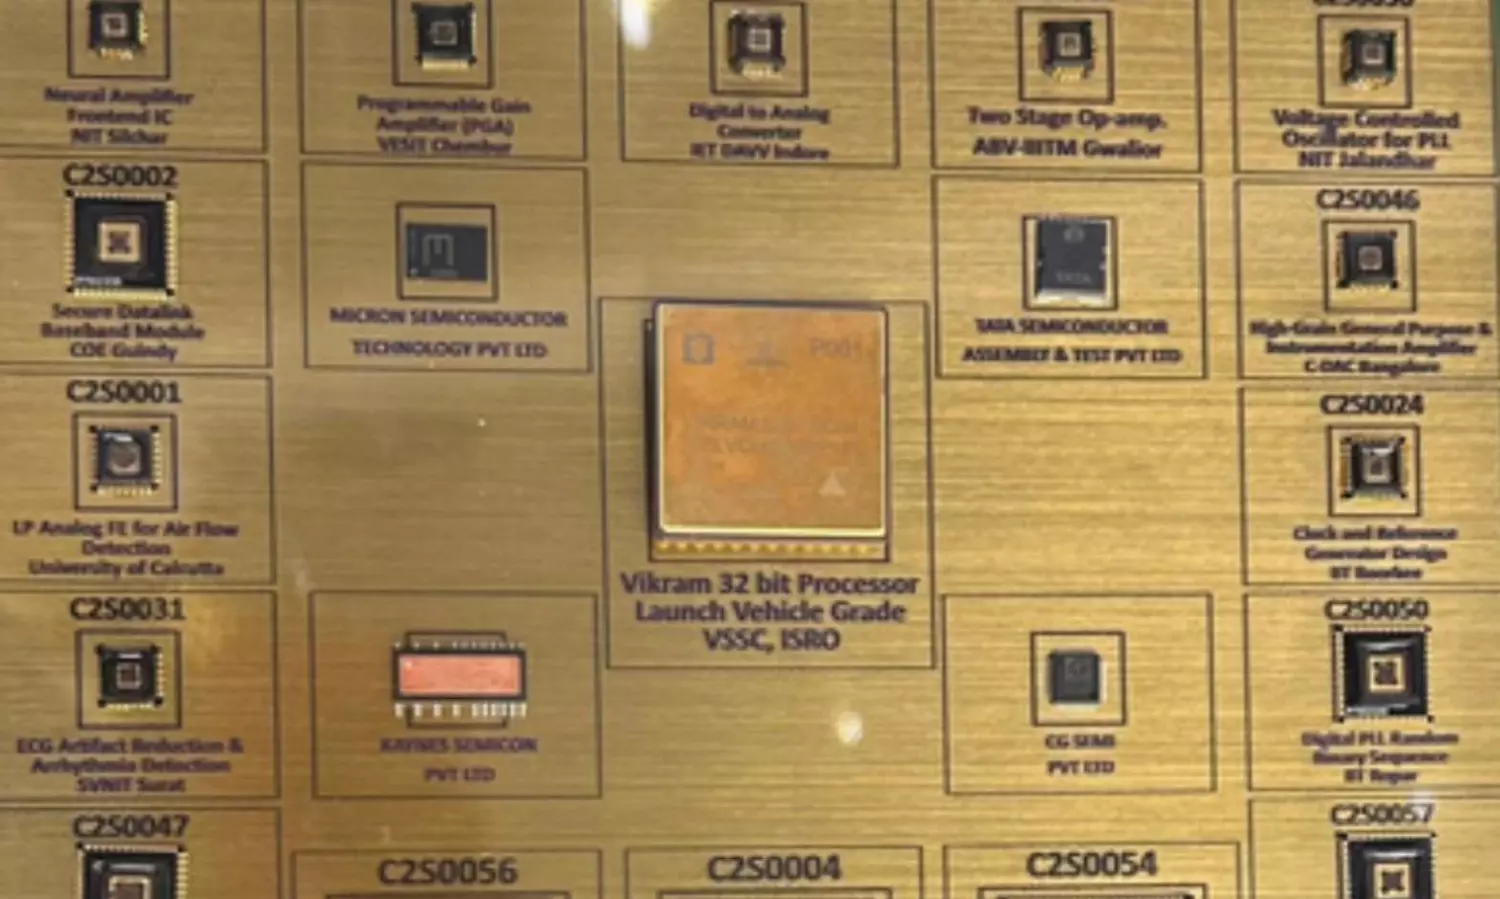 Neural Amplifier
Frontend IC
NIT Silchar
Programmable Gain
Amplifier (PGA)
VESIT Chembur
Digital to Analog
Converter
IET DAVV Indore
Two Stage Op-amp.
ABV-IIITM Gwalior
Voltage Controlled
Oscillator for PLL
NIT Jalandhar
C2S0002
Secure Datalink
Baseband Module
COE Guindy
MICRON SEMICONDUCTOR
TECHNOLOGY PVT LTD
TATA
TATA SEMICONDUCTOR
ASSEMBLY & TEST PVT LTD
C2S0046
High-Grain General Purpose &
Instrumentation Amplifier
C-DAC Bangalore
P001
Vikram 32 bit Processor
Launch Vehicle Grade
VSSC, ISRO
C2S0001
LP Analog FE for Air Flow
Detection
University of Calcutta
C2S0024
Clock and Reference
Generator Design
IIT Roorkee
C2S0031
ECG Artifact Reduction &
Arrhythmia Detection
SVNIT Surat
KAYNES SEMICON
PVT LTD
CG SEMI
PVT LTD
C2S0050
Digital PLL Random
Binary Sequence
IIT Ropar
C2S0047
C2S0056
C2S0004
C2S0054
C2S0057